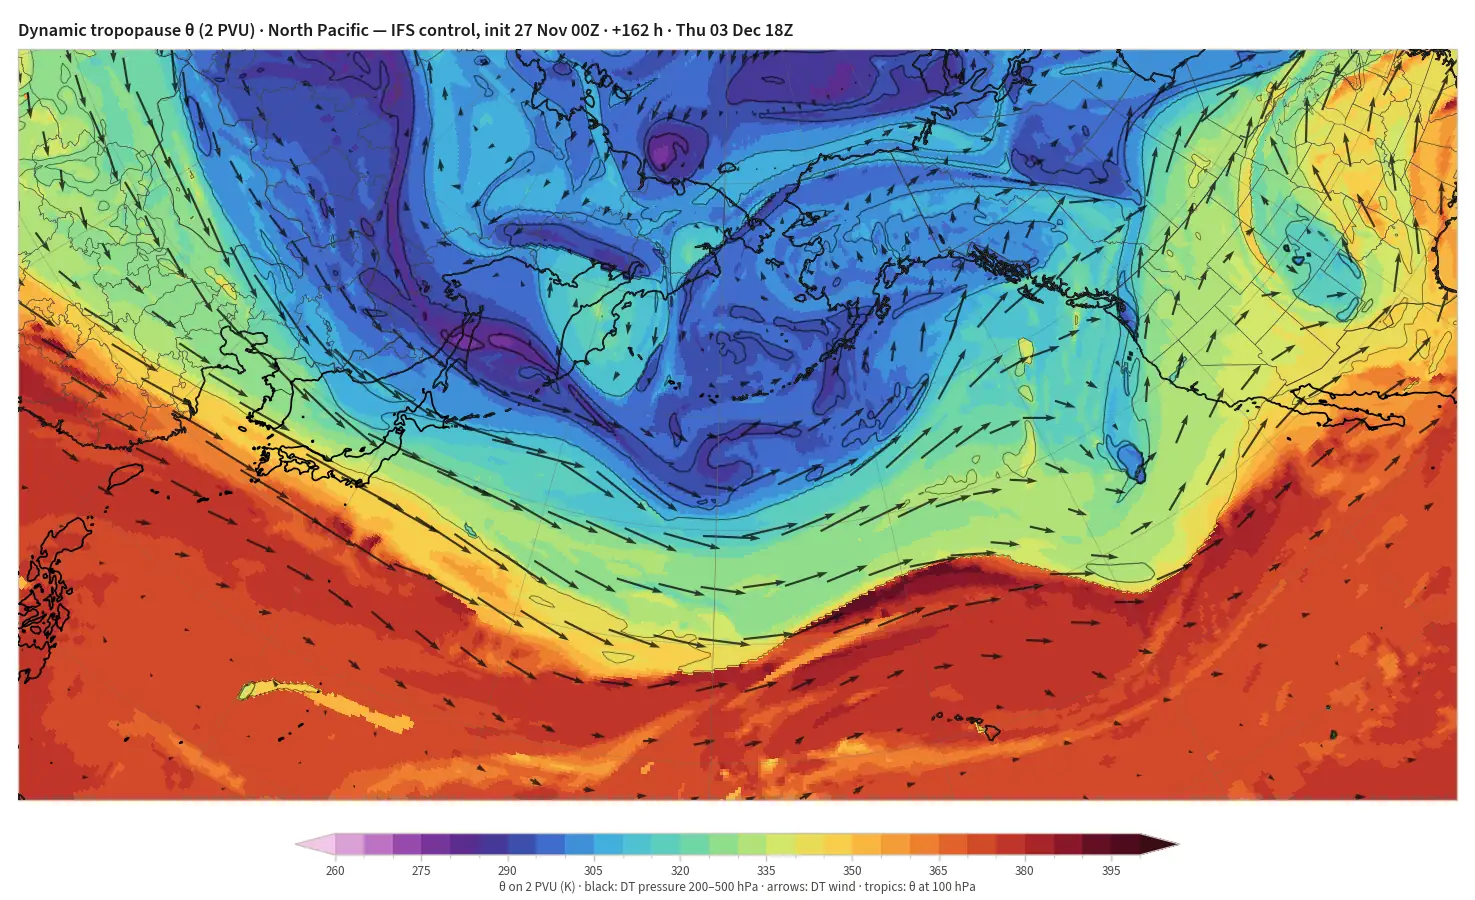 Dynamic tropopause θ (2 PVU) · North Pacific — IFS control, init 27 Nov 00Z · +162 h · Thu 03 Dec 18Z
260 275 290 305 320 335 350 365 380 395
θ on 2 PVU (K) · black: DT pressure 200–500 hPa · arrows: DT wind · tropics: θ at 100 hPa